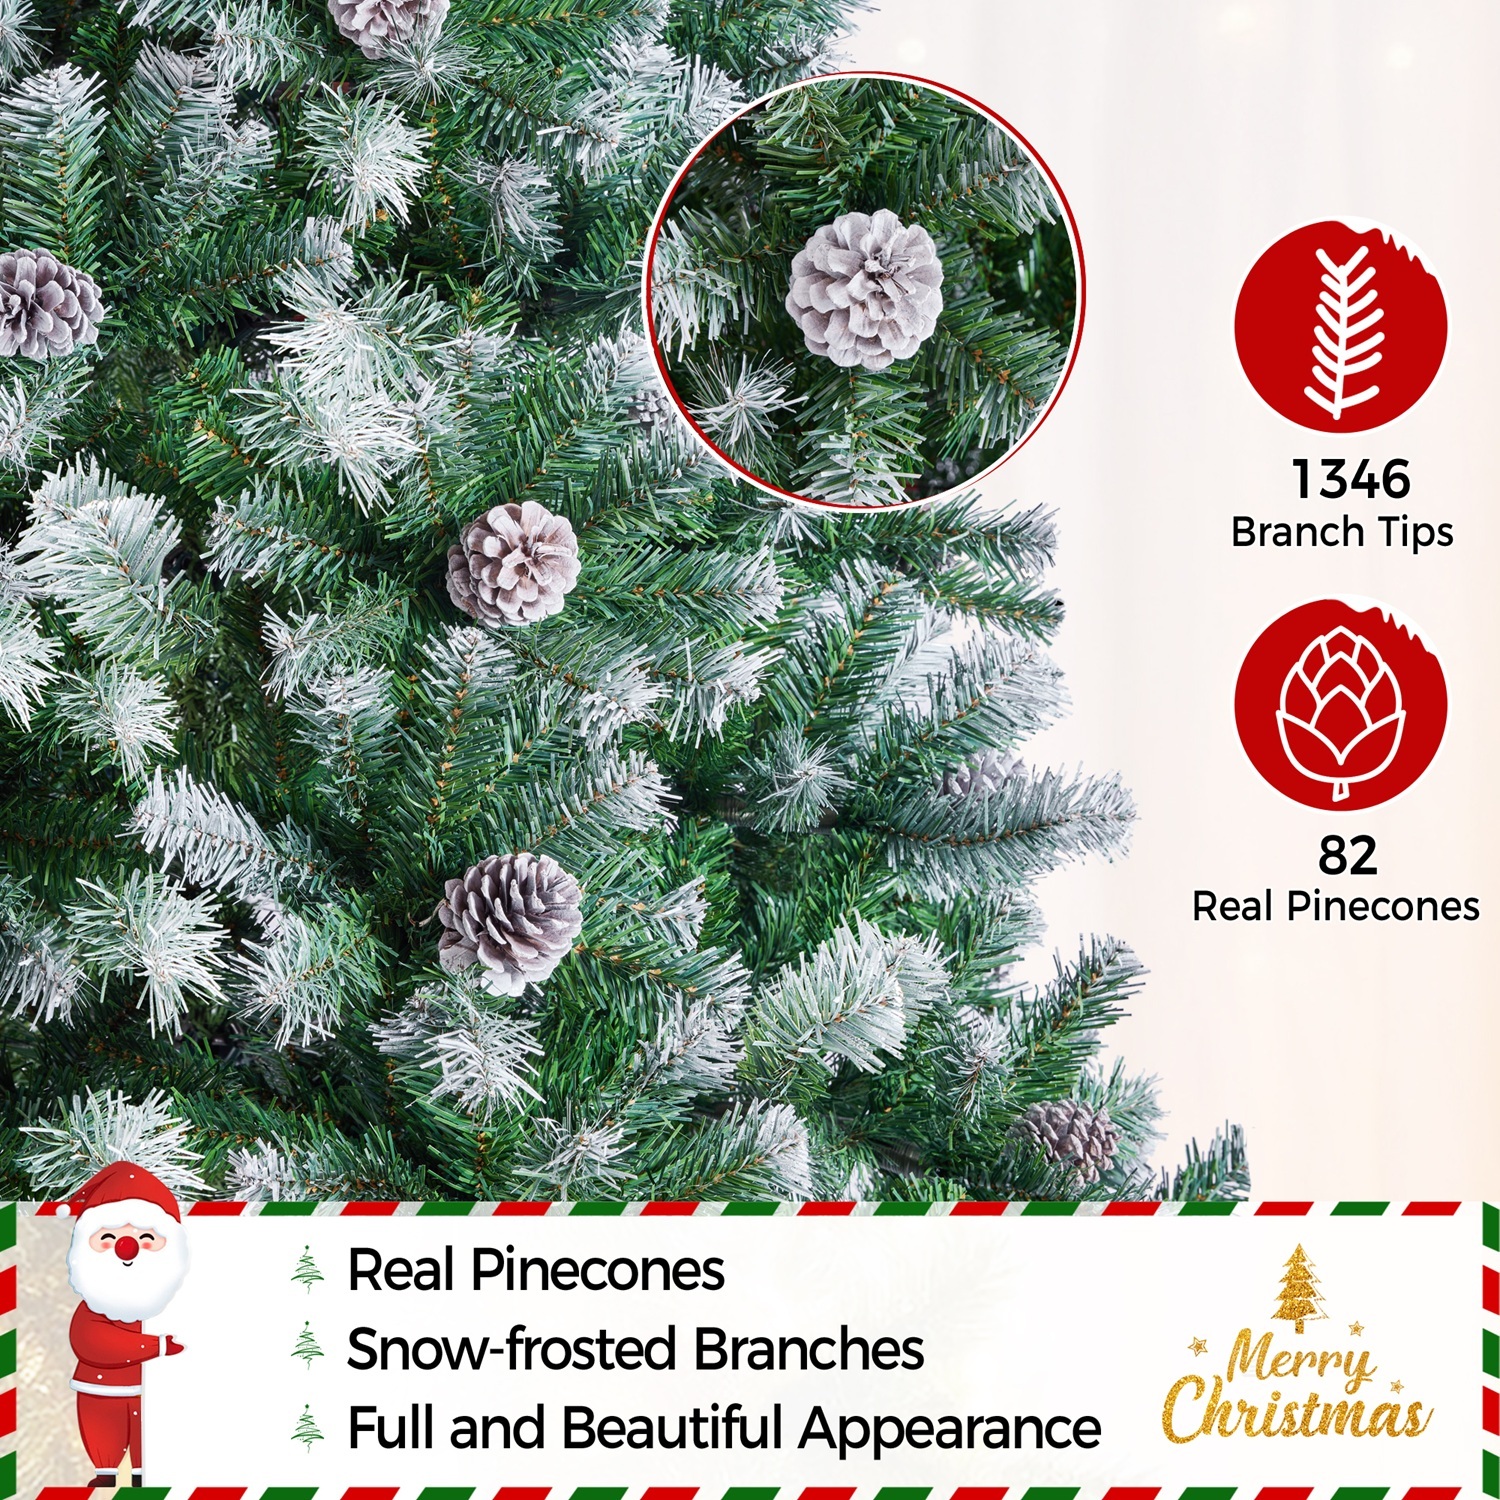 1346
Branch Tips
82
Real Pinecones
Real Pinecones
Snow-frosted Branches
Full and Beautiful Appearance
Merry
Christmas